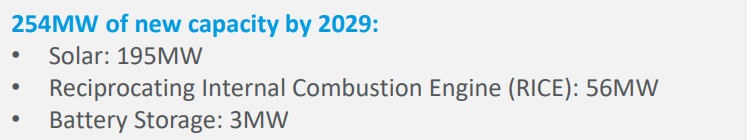 254MW of new capacity by 2029:
• Solar: 195MW
• Reciprocating Internal Combustion Engine (RICE): 56MW
• Battery Storage: 3MW